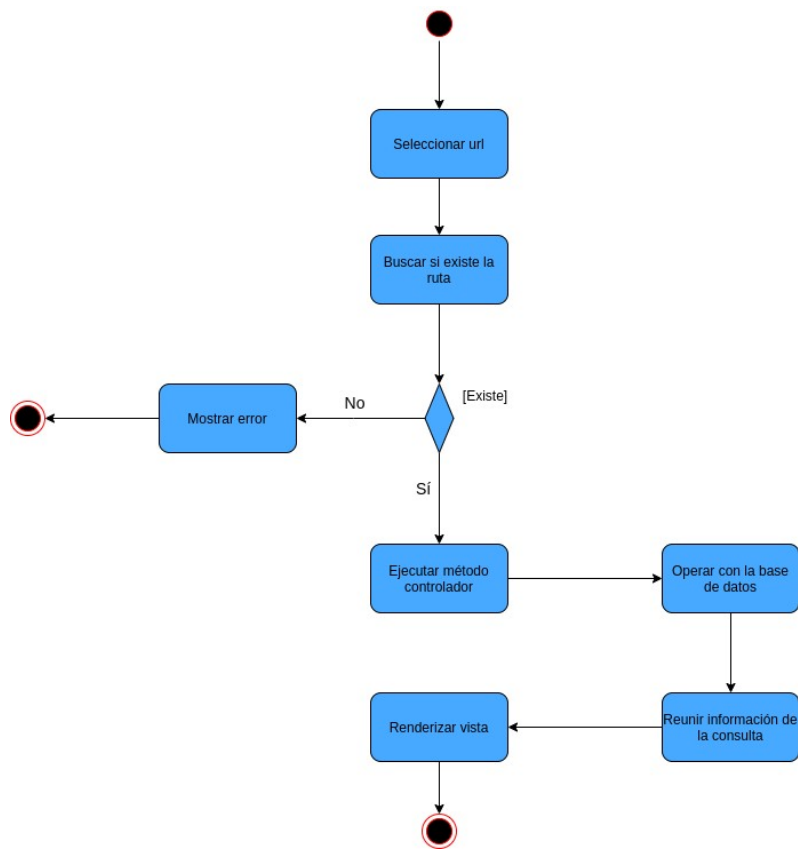 Seleccionar url
Buscar si existe la
ruta
[Existe]
No
Mostrar error
Sí
Ejecutar método
controlador
Operar con la base
de datos
Reunir información de
la consulta
Renderizar vista